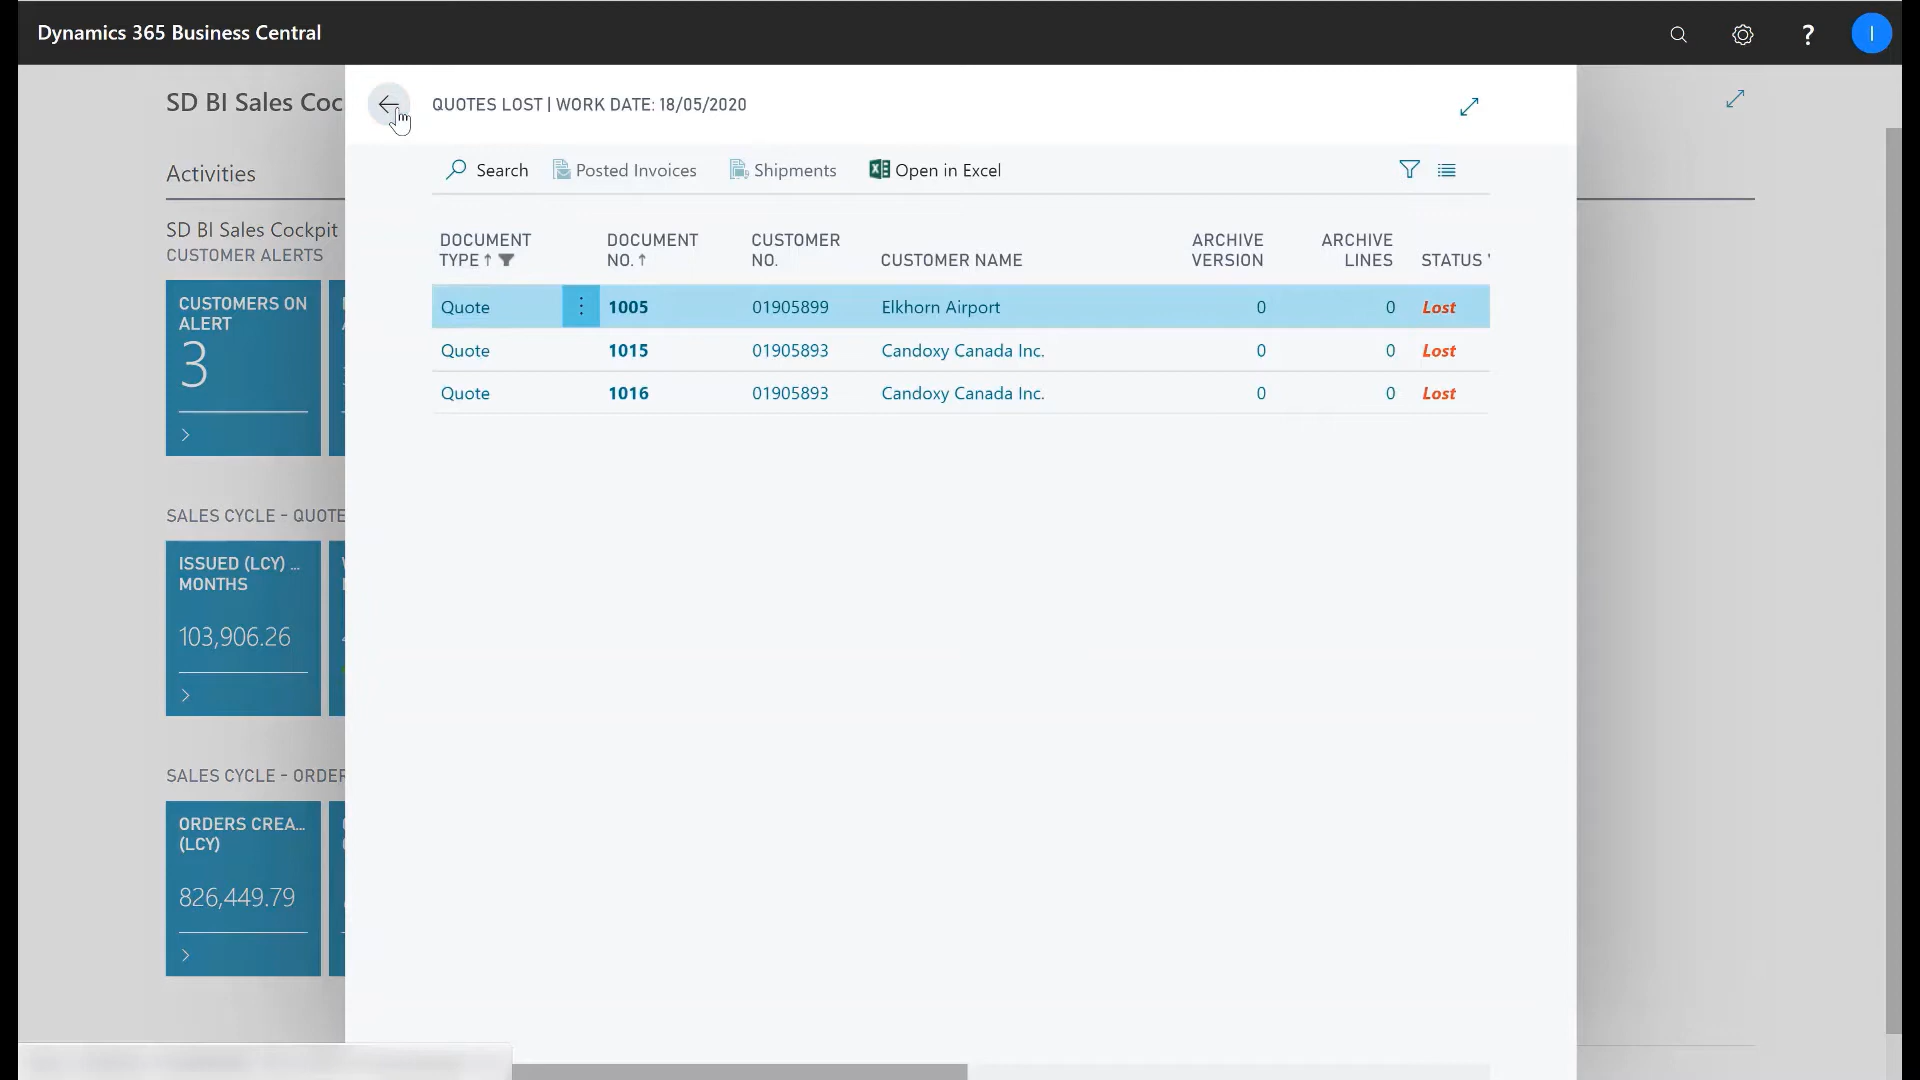 Dynamics 365 Business Central
?
I
SD BI Sales Coc
QUOTES LOST | WORK DATE: 18/05/2020
Search Posted Invoices Shipments Open in Excel
Activities
SD BI Sales Cockpit
CUSTOMER ALERTS
CUSTOMERS ON
ALERT
3
SALES CYCLE - QUOTE
ISSUED (LCY) ...
MONTHS
103,906.26
SALES CYCLE - ORDER
ORDERS CREA...
(LCY)
826,449.79
DOCUMENT TYPE ↑ DOCUMENT NO. ↑ CUSTOMER NO. CUSTOMER NAME ARCHIVE VERSION ARCHIVE LINES STATUS
Quote 1005 01905899 Elkhorn Airport 0 0 Lost
Quote 1015 01905893 Candoxy Canada Inc. 0 0 Lost
Quote 1016 01905893 Candoxy Canada Inc. 0 0 Lost